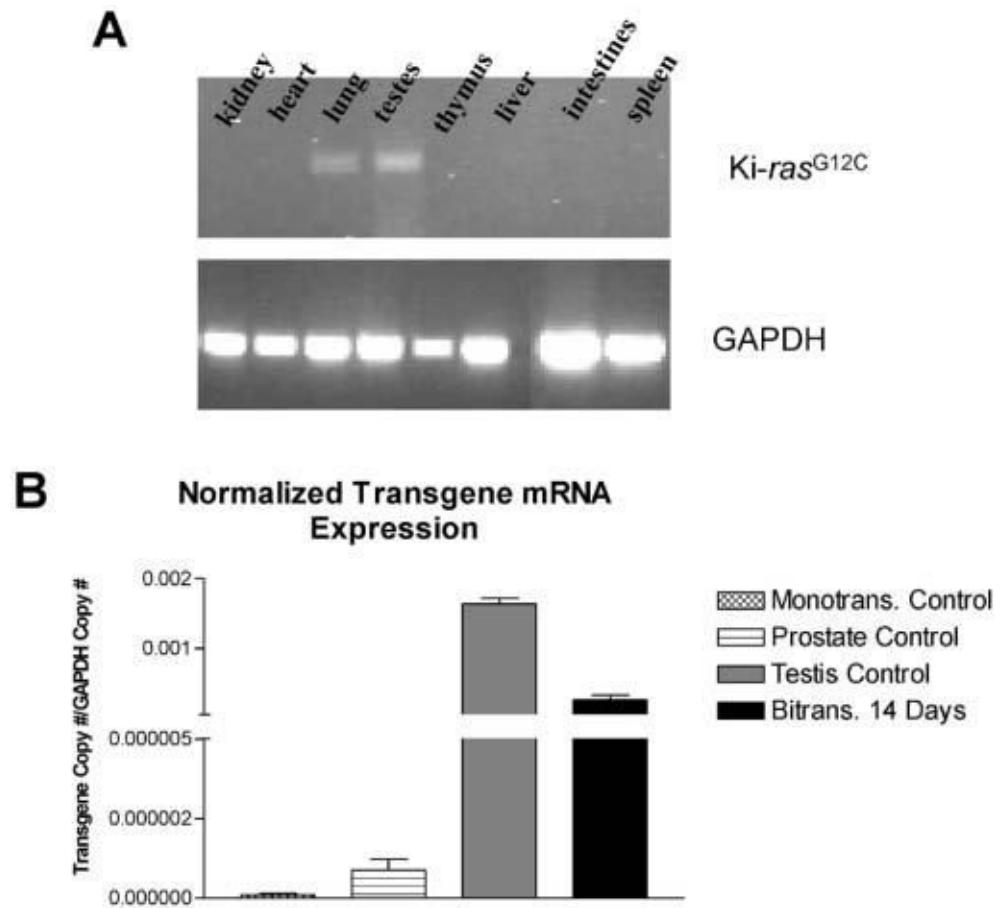 A
kidney heart lung testes thymus liver intestines spleen
Ki-ras^G12C
GAPDH
B
Normalized Transgene mRNA
Expression
Transgene Copy #/GAPDH Copy #
0.002
0.001
0.000005
0.000002
0.000000
Monotrans. Control
Prostate Control
Testis Control
Bitrans. 14 Days